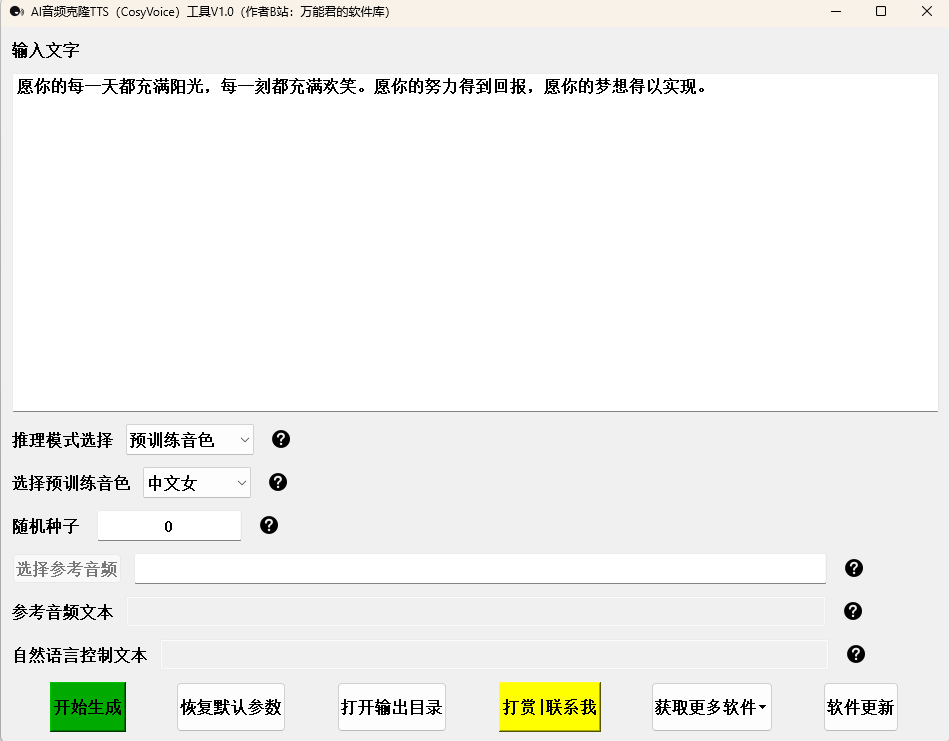 AI音频克隆TTS（CosyVoice）工具V1.0（作者B站：万能君的软件库）
输入文字
愿你的每一天都充满阳光，每一刻都充满欢笑。愿你的努力得到回报，愿你的梦想得以实现。
推理模式选择 预训练音色 ?
选择预训练音色 中文女 ?
随机种子 0 ?
选择参考音频 ?
参考音频文本 ?
自然语言控制文本 ?
开始生成 恢复默认参数 打开输出目录 打赏|联系我 获取更多软件 软件更新